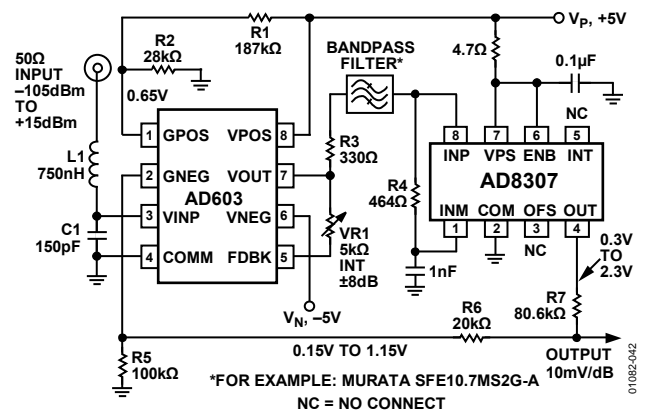 50Ω
INPUT
–105dBm
TO
+15dBm
R2
28kΩ
R1
187kΩ
VP, +5V
4.7Ω
0.1µF
BANDPASS
FILTER*
0.65V
L1
750nH
C1
150pF
1 GPOS VPOS 8
2 GNEG VOUT 7
AD603
3 VINP VNEG 6
4 COMM FDBK 5
R3
330Ω
VR1
5kΩ
INT
±8dB
VN, –5V
R4
464Ω
NC
8 7 6 5
INP VPS ENB INT
AD8307
INM COM OFS OUT
1 2 3 4
NC
1nF
0.3V
TO
2.3V
R7
80.6kΩ
R6
20kΩ
R5
100kΩ
0.15V TO 1.15V
OUTPUT
10mV/dB
*FOR EXAMPLE: MURATA SFE10.7MS2G-A
NC = NO CONNECT
01082-042